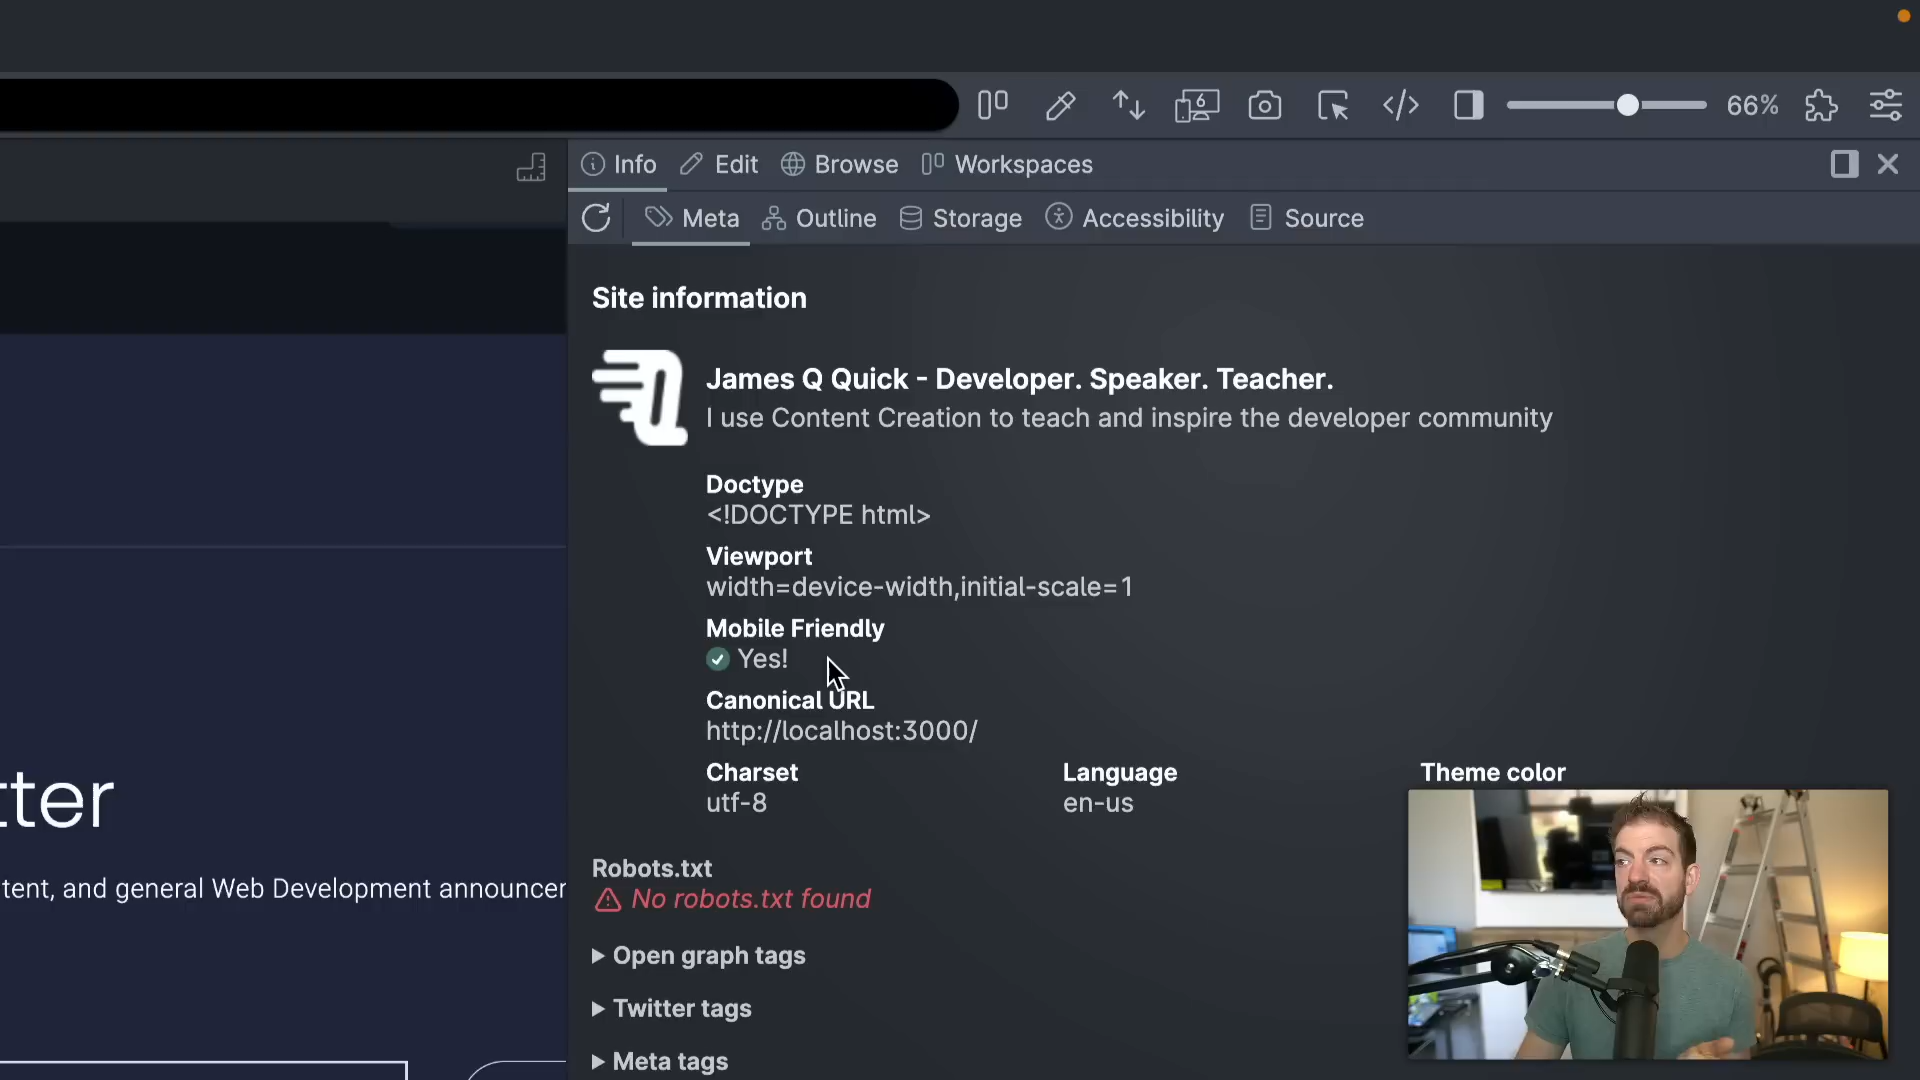 6
66%
Info
Edit
Browse
Workspaces
Meta
Outline
Storage
Accessibility
Source
Site information
James Q Quick - Developer. Speaker. Teacher.
I use Content Creation to teach and inspire the developer community
Doctype
<!DOCTYPE html>
Viewport
width=device-width,initial-scale=1
Mobile Friendly
Yes!
Canonical URL
http://localhost:3000/
Charset
Language
Theme color
utf-8
en-us
tter
Robots.txt
No robots.txt found
tent, and general Web Development announcer
Open graph tags
Twitter tags
Meta tags